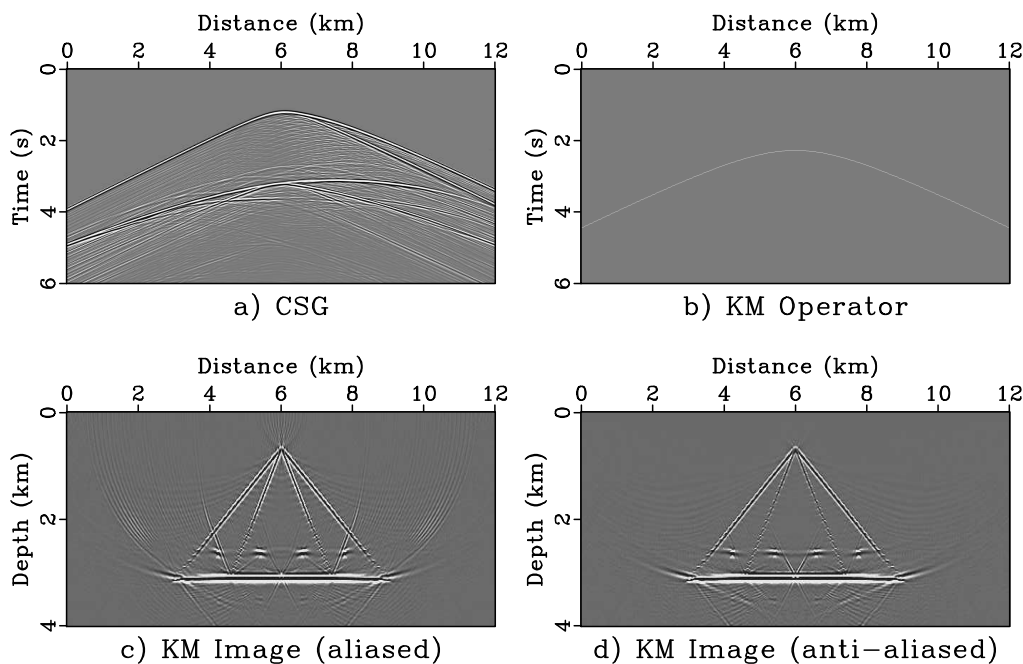 Distance (km)
0 2 4 6 8 10 12
Time (s)
0
2
4
6
a) CSG
Distance (km)
0 2 4 6 8 10 12
Time (s)
0
2
4
6
b) KM Operator
Distance (km)
0 2 4 6 8 10 12
Depth (km)
0
2
4
c) KM Image (aliased)
Distance (km)
0 2 4 6 8 10 12
Depth (km)
0
2
4
d) KM Image (anti-aliased)